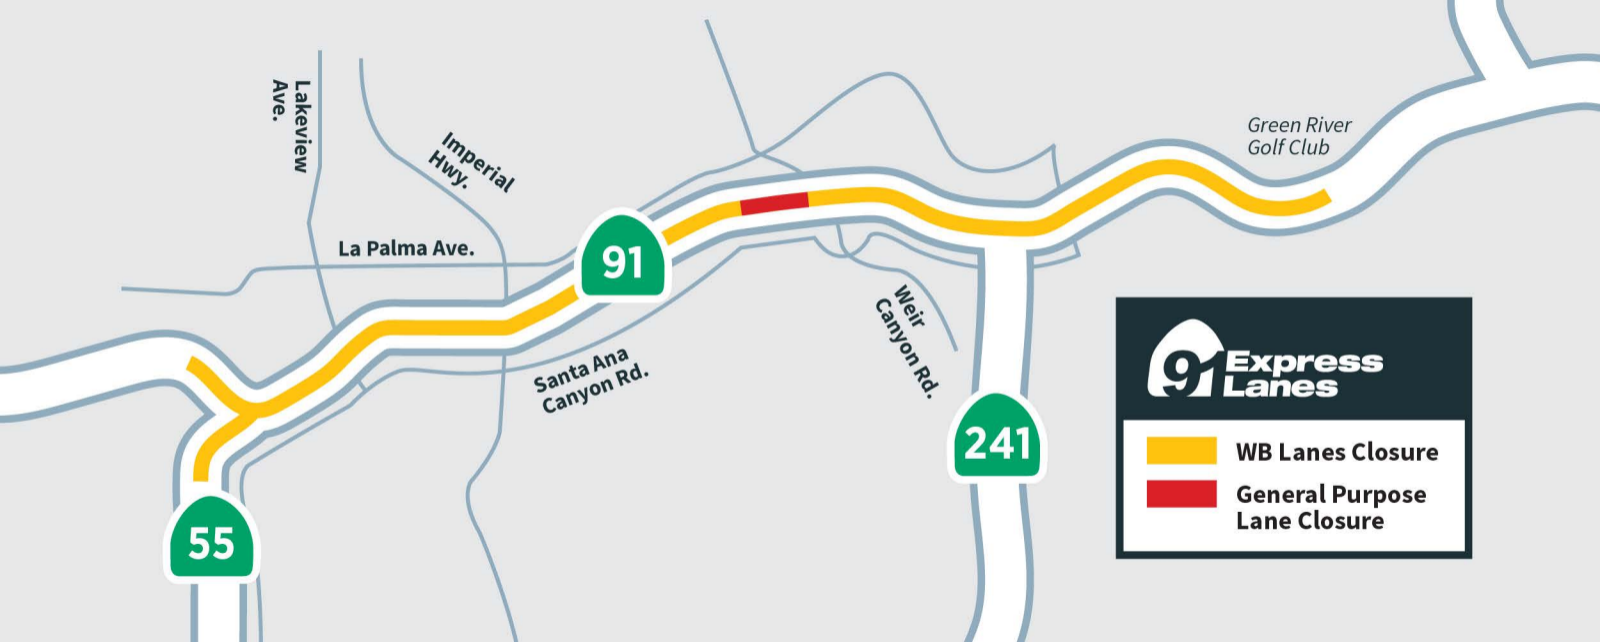 Lakeview
Ave.
Imperial
Hwy.
La Palma Ave.
91
Santa Ana
Canyon Rd.
Weir
Canyon Rd.
Green River
Golf Club
241
55
91 Express
Lanes
WB Lanes Closure
General Purpose
Lane Closure